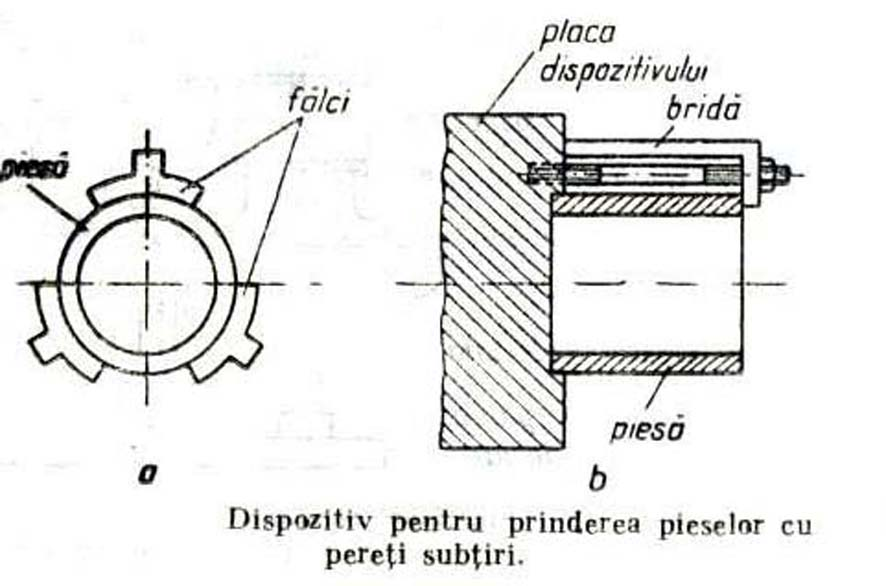 placa
dispozitivului
bridă
fălci
piesă
piesă
a
b
Dispozitiv pentru prinderea pieselor cu
pereți subțiri.